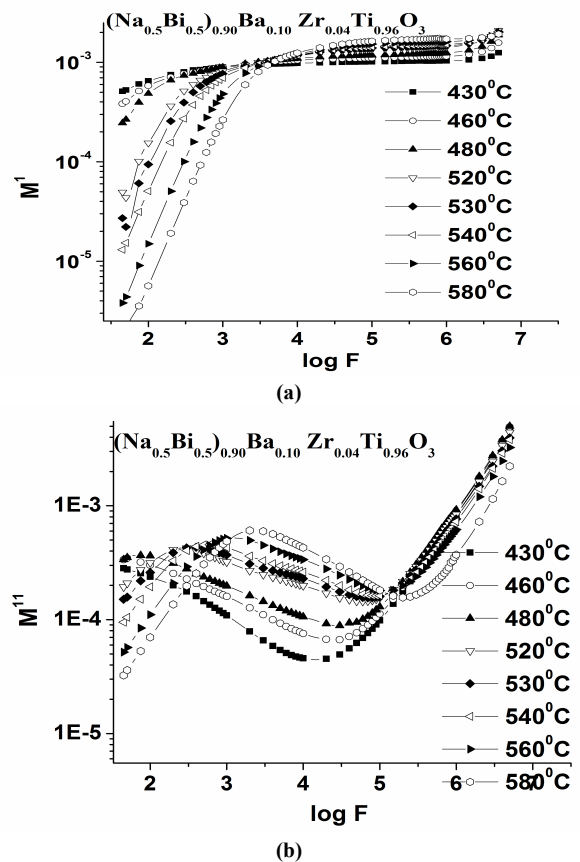 (Na0.5Bi0.5)0.90Ba0.10 Zr0.04Ti0.96O3
10-3
10-4
10-5
M1
430⁰C
460⁰C
480⁰C
520⁰C
530⁰C
540⁰C
560⁰C
580⁰C
2 3 4 5 6 7
log F
(a)
(Na0.5Bi0.5)0.90Ba0.10 Zr0.04Ti0.96O3
1E-3
1E-4
1E-5
M11
430⁰C
460⁰C
480⁰C
520⁰C
530⁰C
540⁰C
560⁰C
580⁰C
2 3 4 5 6 7
log F
(b)